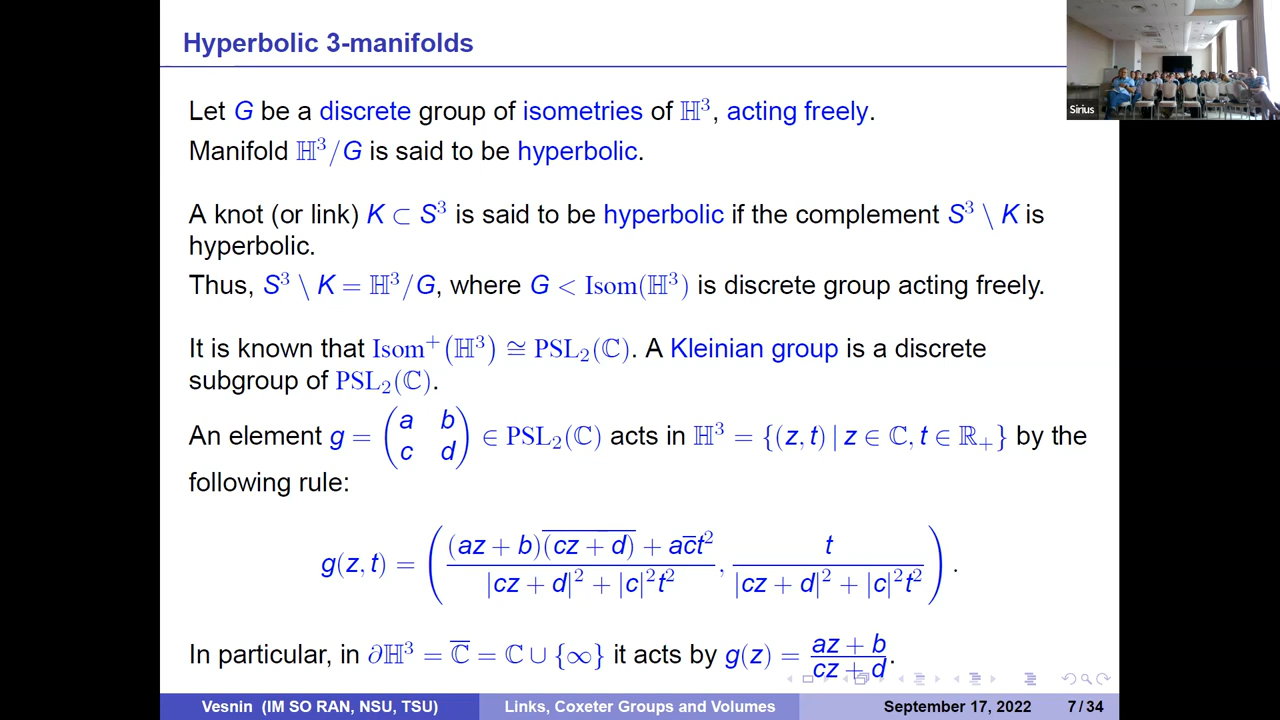 Hyperbolic 3-manifolds
Let G be a discrete group of isometries of ℍ³, acting freely.
Manifold ℍ³/G is said to be hyperbolic.
A knot (or link) K ⊂ S³ is said to be hyperbolic if the complement S³ \ K is
hyperbolic.
Thus, S³ \ K = ℍ³/G, where G < Isom(ℍ³) is discrete group acting freely.
It is known that Isom⁺(ℍ³) ≅ PSL₂(ℂ). A Kleinian group is a discrete
subgroup of PSL₂(ℂ).
An element g = (a b; c d) ∈ PSL₂(ℂ) acts in ℍ³ = {(z, t) | z ∈ ℂ, t ∈ ℝ₊} by the
following rule:
g(z, t) = ( ((az + b)\overline{(cz + d)} + a\overline{c}t²) / (|cz + d|² + |c|²t²), t / (|cz + d|² + |c|²t²) ).
In particular, in ∂ℍ³ = \overline{ℂ} = ℂ ∪ {∞} it acts by g(z) = (az + b)/(cz + d).
Vesnin (IM SO RAN, NSU, TSU) Links, Coxeter Groups and Volumes September 17, 2022 7 / 34
Sirius